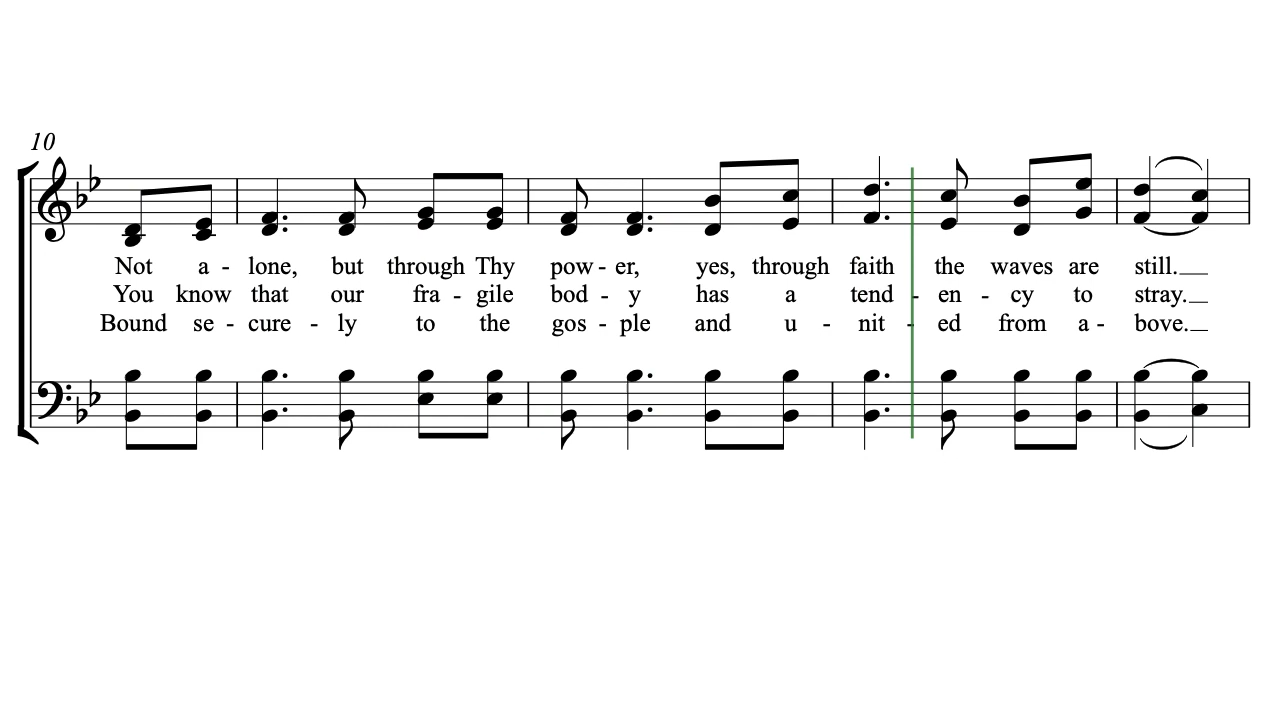 10
Not a - lone, but through Thy pow - er, yes, through faith the waves are still.
You know that our fra - gile bod - y has a tend - en - cy to stray.
Bound se - cure - ly to the gos - ple and u - nit - ed from a - bove.